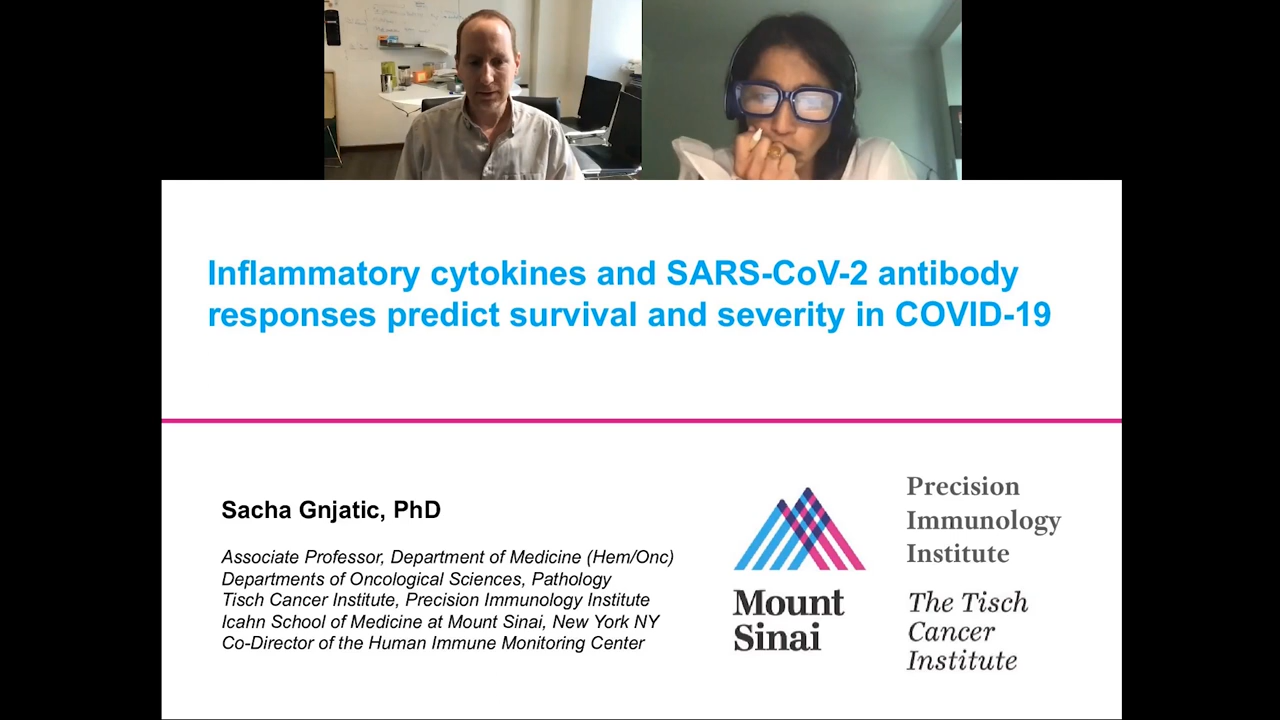 Inflammatory cytokines and SARS-CoV-2 antibody
responses predict survival and severity in COVID-19
Sacha Gnjatic, PhD
Associate Professor, Department of Medicine (Hem/Onc)
Departments of Oncological Sciences, Pathology
Tisch Cancer Institute, Precision Immunology Institute
Icahn School of Medicine at Mount Sinai, New York NY
Co-Director of the Human Immune Monitoring Center
Mount
Sinai
Precision
Immunology
Institute
The Tisch
Cancer
Institute